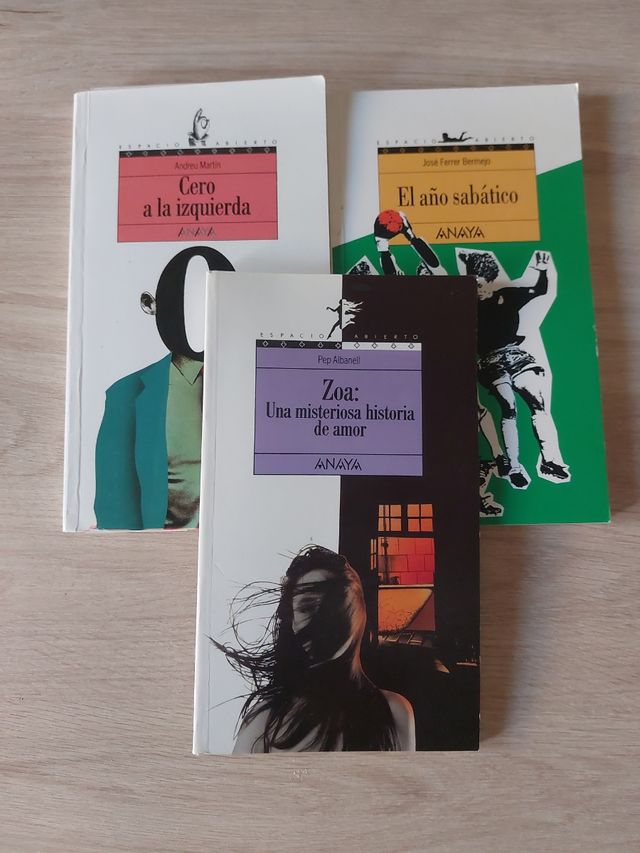 ESPACIO ABIERTO
Andreu Martín
Cero
a la izquierda
ANAYA
ESPACIO ABIERTO
José Ferrer Bermejo
El año sabático
ANAYA
ESPACIO ABIERTO
Pep Albanell
Zoa:
Una misteriosa historia
de amor
ANAYA